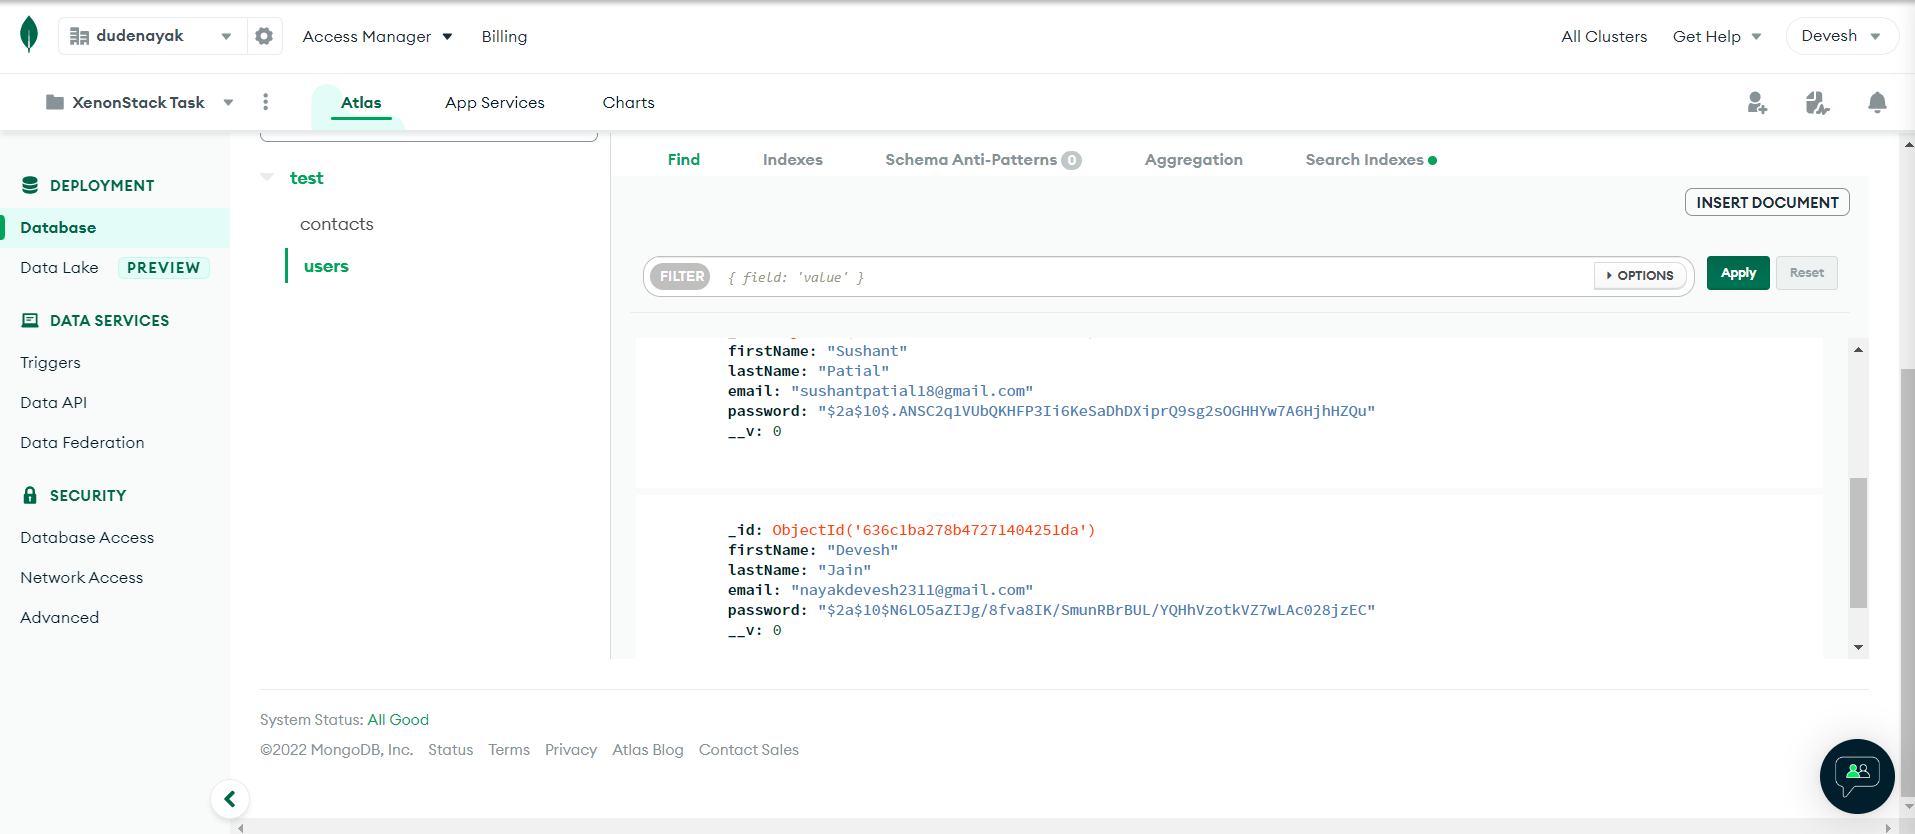 dudenayak
Access Manager
Billing
All Clusters
Get Help
Devesh
XenonStack Task
Atlas
App Services
Charts
DEPLOYMENT
Database
Data Lake PREVIEW
DATA SERVICES
Triggers
Data API
Data Federation
SECURITY
Database Access
Network Access
Advanced
test
contacts
users
Find
Indexes
Schema Anti-Patterns 0
Aggregation
Search Indexes
INSERT DOCUMENT
FILTER { field: 'value' }
OPTIONS
Apply
Reset
firstName: "Sushant"
lastName: "Patial"
email: "sushantpatial18@gmail.com"
password: "$2a$10$.ANSC2q1VUbQKHFP3Ii6KeSaDhDXiprQ9sg2sOGHHYw7A6HjhHZQu"
__v: 0
_id: ObjectId('636c1ba278b47271404251da')
firstName: "Devesh"
lastName: "Jain"
email: "nayakdevesh2311@gmail.com"
password: "$2a$10$N6LO5aZIJg/8fva8IK/SmunRBrBUL/YQHhVzotkVZ7wLAc028jzEC"
__v: 0
System Status: All Good
©2022 MongoDB, Inc. Status Terms Privacy Atlas Blog Contact Sales